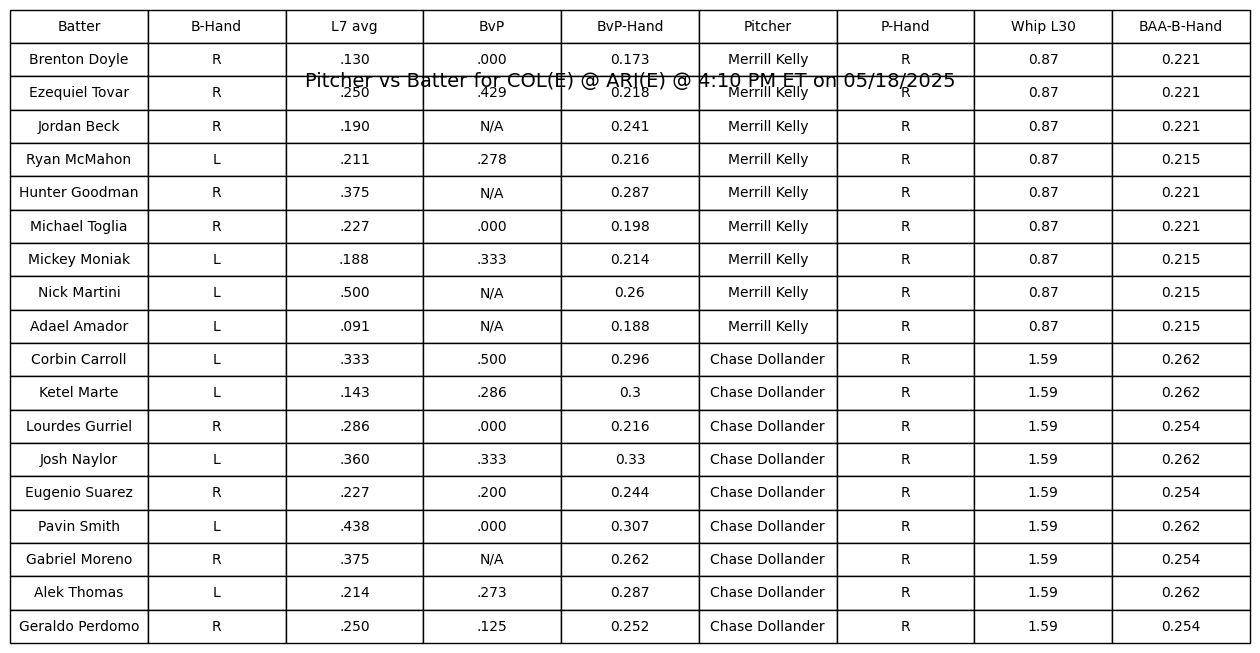 Batter B-Hand L7 avg BvP BvP-Hand Pitcher P-Hand Whip L30 BAA-B-Hand
Brenton Doyle R .130 .000 0.173 Merrill Kelly R 0.87 0.221
Pitcher vs Batter for COL(E) @ ARI(E) @ 4:10 PM ET on 05/18/2025
Ezequiel Tovar R .250 .429 0.218 Merrill Kelly R 0.87 0.221
Jordan Beck R .190 N/A 0.241 Merrill Kelly R 0.87 0.221
Ryan McMahon L .211 .278 0.216 Merrill Kelly R 0.87 0.215
Hunter Goodman R .375 N/A 0.287 Merrill Kelly R 0.87 0.221
Michael Toglia R .227 .000 0.198 Merrill Kelly R 0.87 0.221
Mickey Moniak L .188 .333 0.214 Merrill Kelly R 0.87 0.215
Nick Martini L .500 N/A 0.26 Merrill Kelly R 0.87 0.215
Adael Amador L .091 N/A 0.188 Merrill Kelly R 0.87 0.215
Corbin Carroll L .333 .500 0.296 Chase Dollander R 1.59 0.262
Ketel Marte L .143 .286 0.3 Chase Dollander R 1.59 0.262
Lourdes Gurriel R .286 .000 0.216 Chase Dollander R 1.59 0.254
Josh Naylor L .360 .333 0.33 Chase Dollander R 1.59 0.262
Eugenio Suarez R .227 .200 0.244 Chase Dollander R 1.59 0.254
Pavin Smith L .438 .000 0.307 Chase Dollander R 1.59 0.262
Gabriel Moreno R .375 N/A 0.262 Chase Dollander R 1.59 0.254
Alek Thomas L .214 .273 0.287 Chase Dollander R 1.59 0.262
Geraldo Perdomo R .250 .125 0.252 Chase Dollander R 1.59 0.254